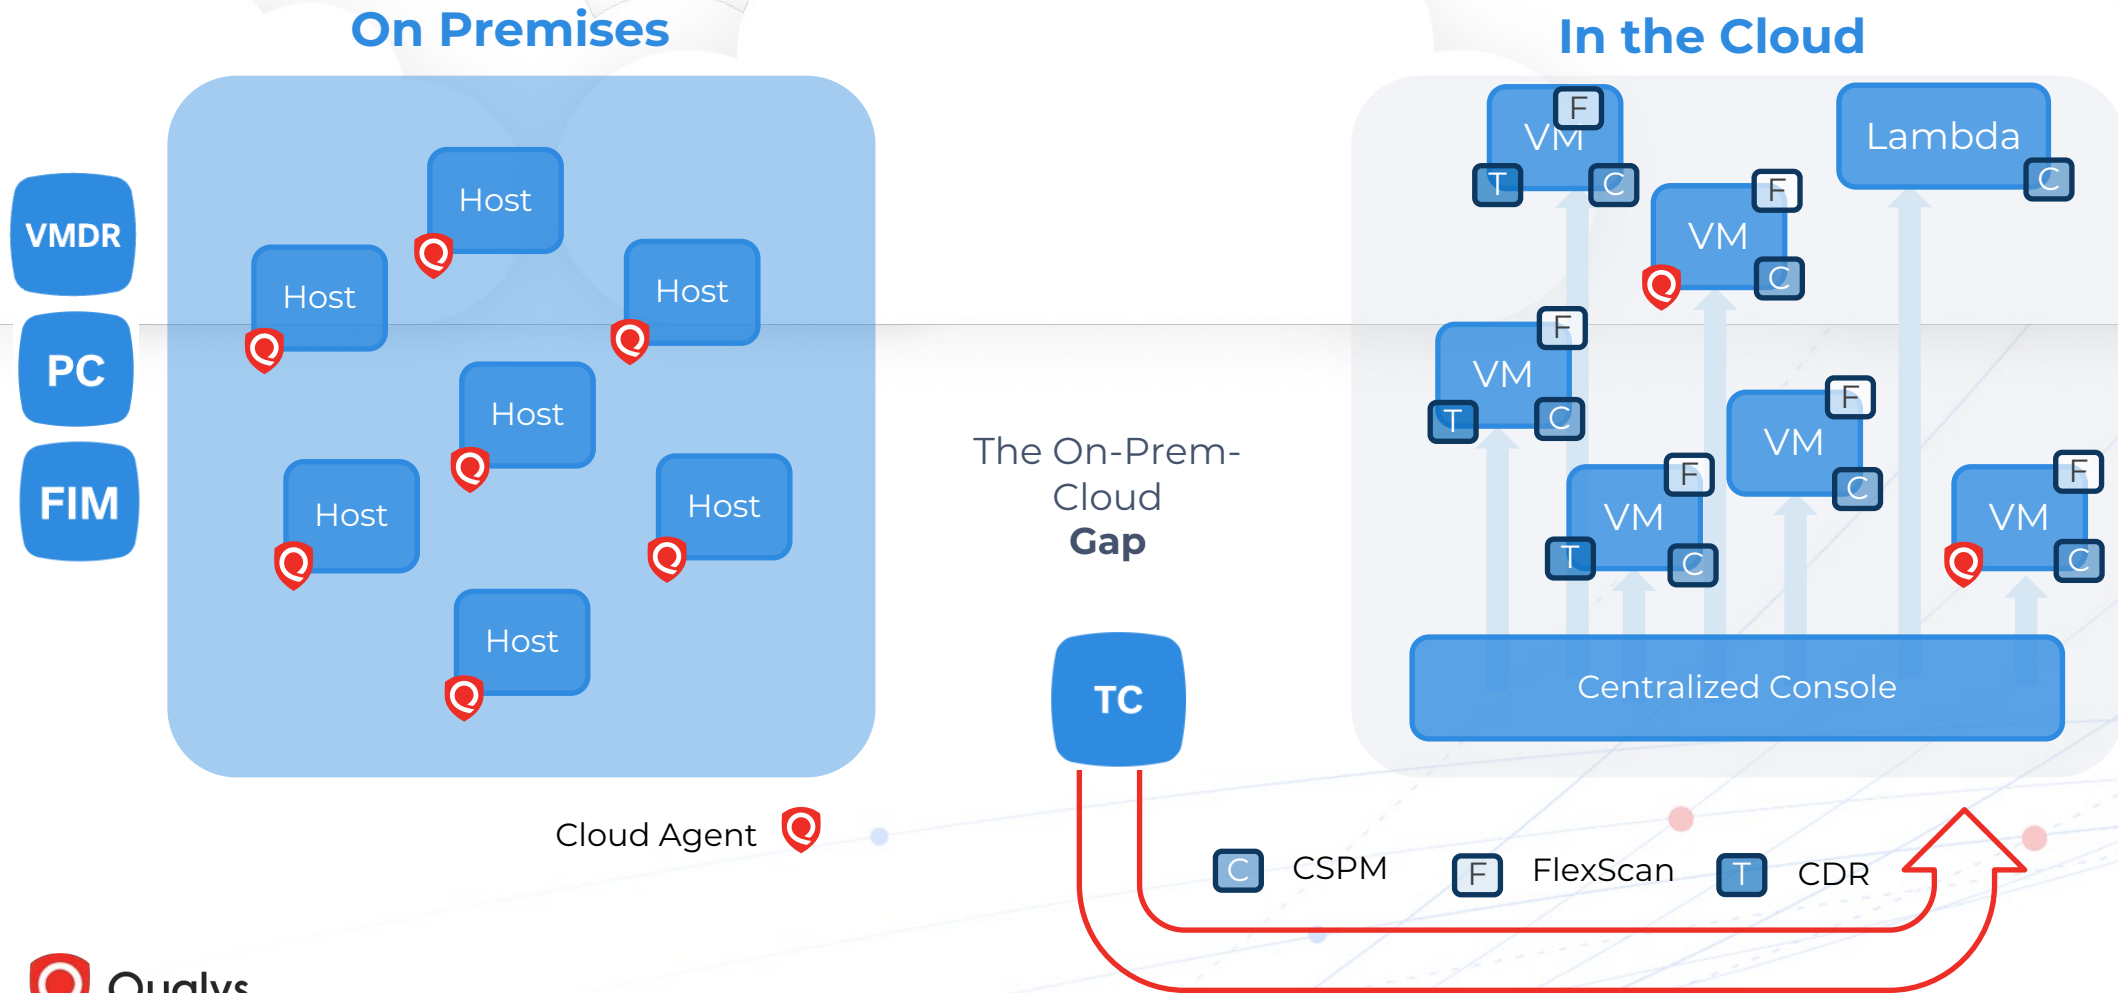 On Premises
In the Cloud
VMDR
PC
FIM
Host
Host
Host
Host
Host
Host
Host
The On-Prem-
Cloud
Gap
TC
F
VM
T
C
Lambda
C
F
VM
C
F
VM
T
C
F
VM
C
F
VM
T
C
F
VM
C
Centralized Console
Cloud Agent
C CSPM
F FlexScan
T CDR
Qualys